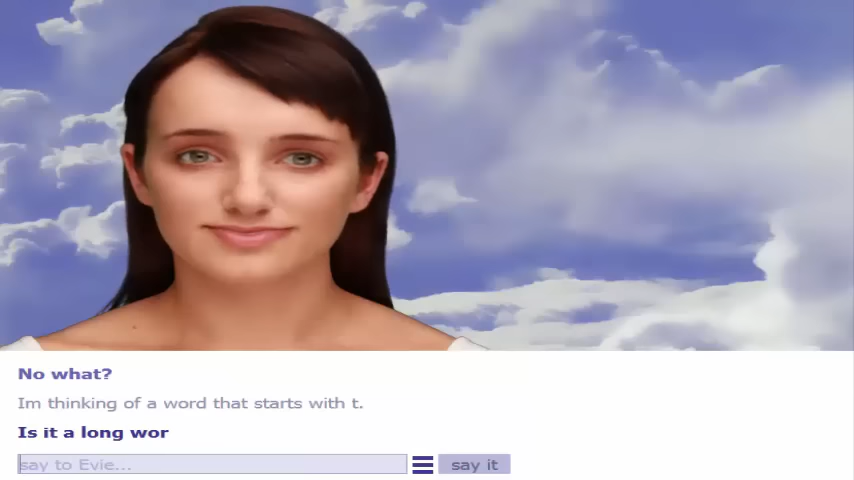 No what?
Im thinking of a word that starts with t.
Is it a long wor
say to Evie...
say it